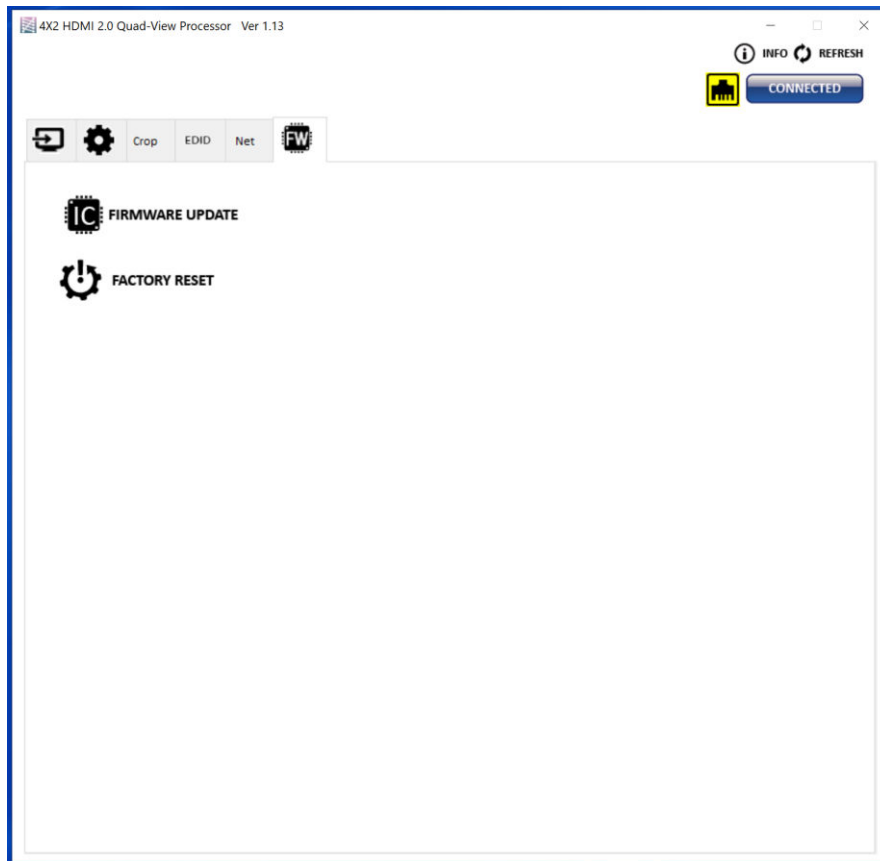 4X2 HDMI 2.0 Quad-View Processor Ver 1.13
INFO REFRESH
CONNECTED
Crop EDID Net FW
IC FIRMWARE UPDATE
FACTORY RESET